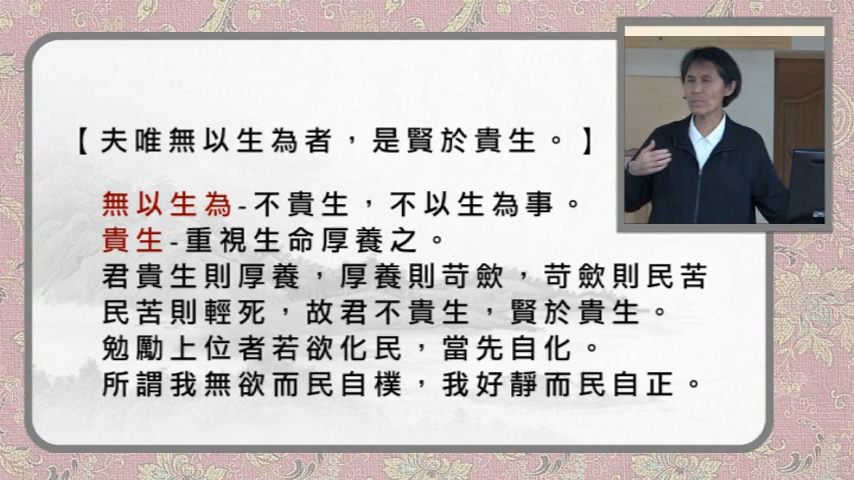 【夫唯無以生為者，是賢於貴生。】
無以生為-不貴生，不以生為事。
貴生-重視生命厚養之。
君貴生則厚養，厚養則苛歛，苛歛則民苦
民苦則輕死，故君不貴生，賢於貴生。
勉勵上位者若欲化民，當先自化。
所謂我無欲而民自樸，我好靜而民自正。